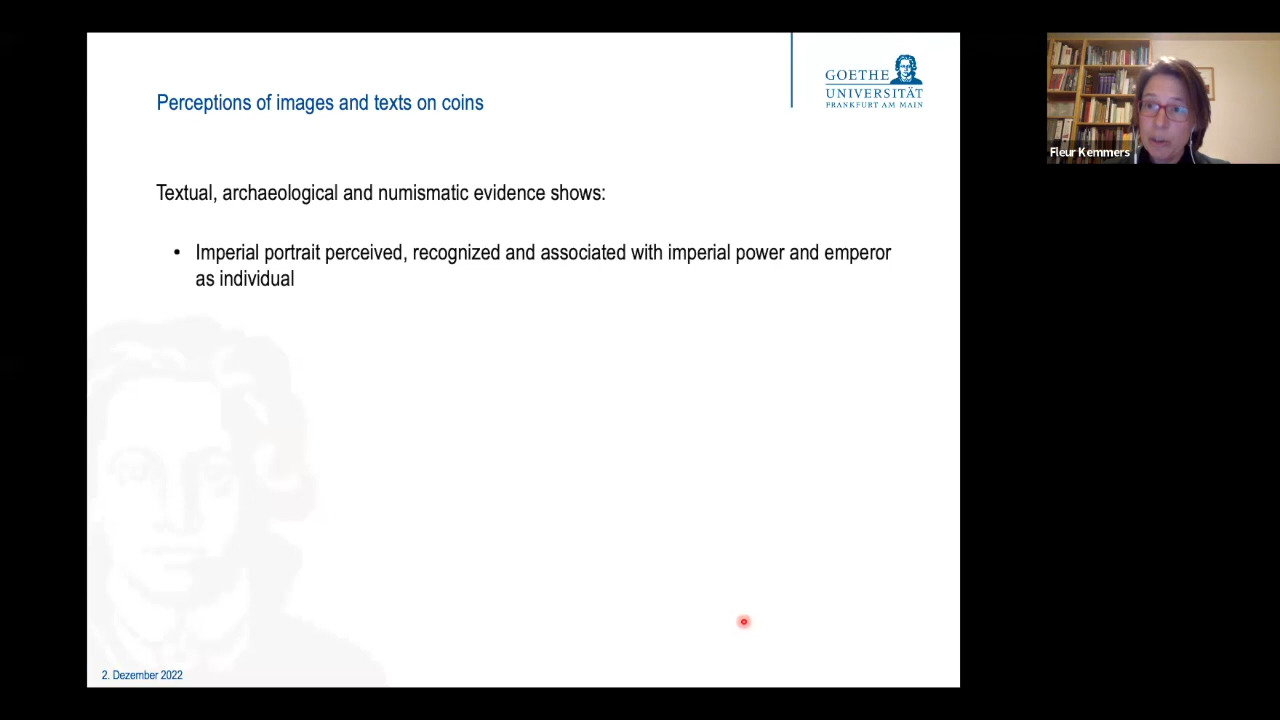 GOETHE
UNIVERSITÄT
FRANKFURT AM MAIN
Perceptions of images and texts on coins
Fleur Kemmers
Textual, archaeological and numismatic evidence shows:
• Imperial portrait perceived, recognized and associated with imperial power and emperor
as individual
2. Dezember 2022